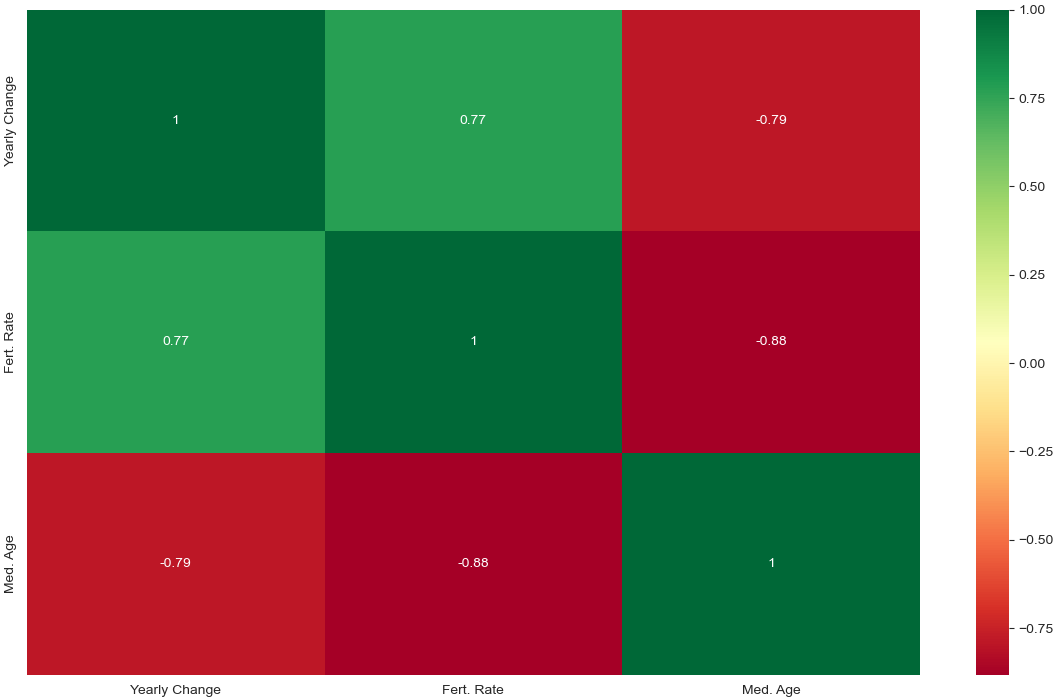 Yearly Change
Fert. Rate
Med. Age
1
0.77
-0.79
0.77
1
-0.88
-0.79
-0.88
1
Yearly Change
Fert. Rate
Med. Age
1.00
0.75
0.50
0.25
0.00
−0.25
−0.50
−0.75